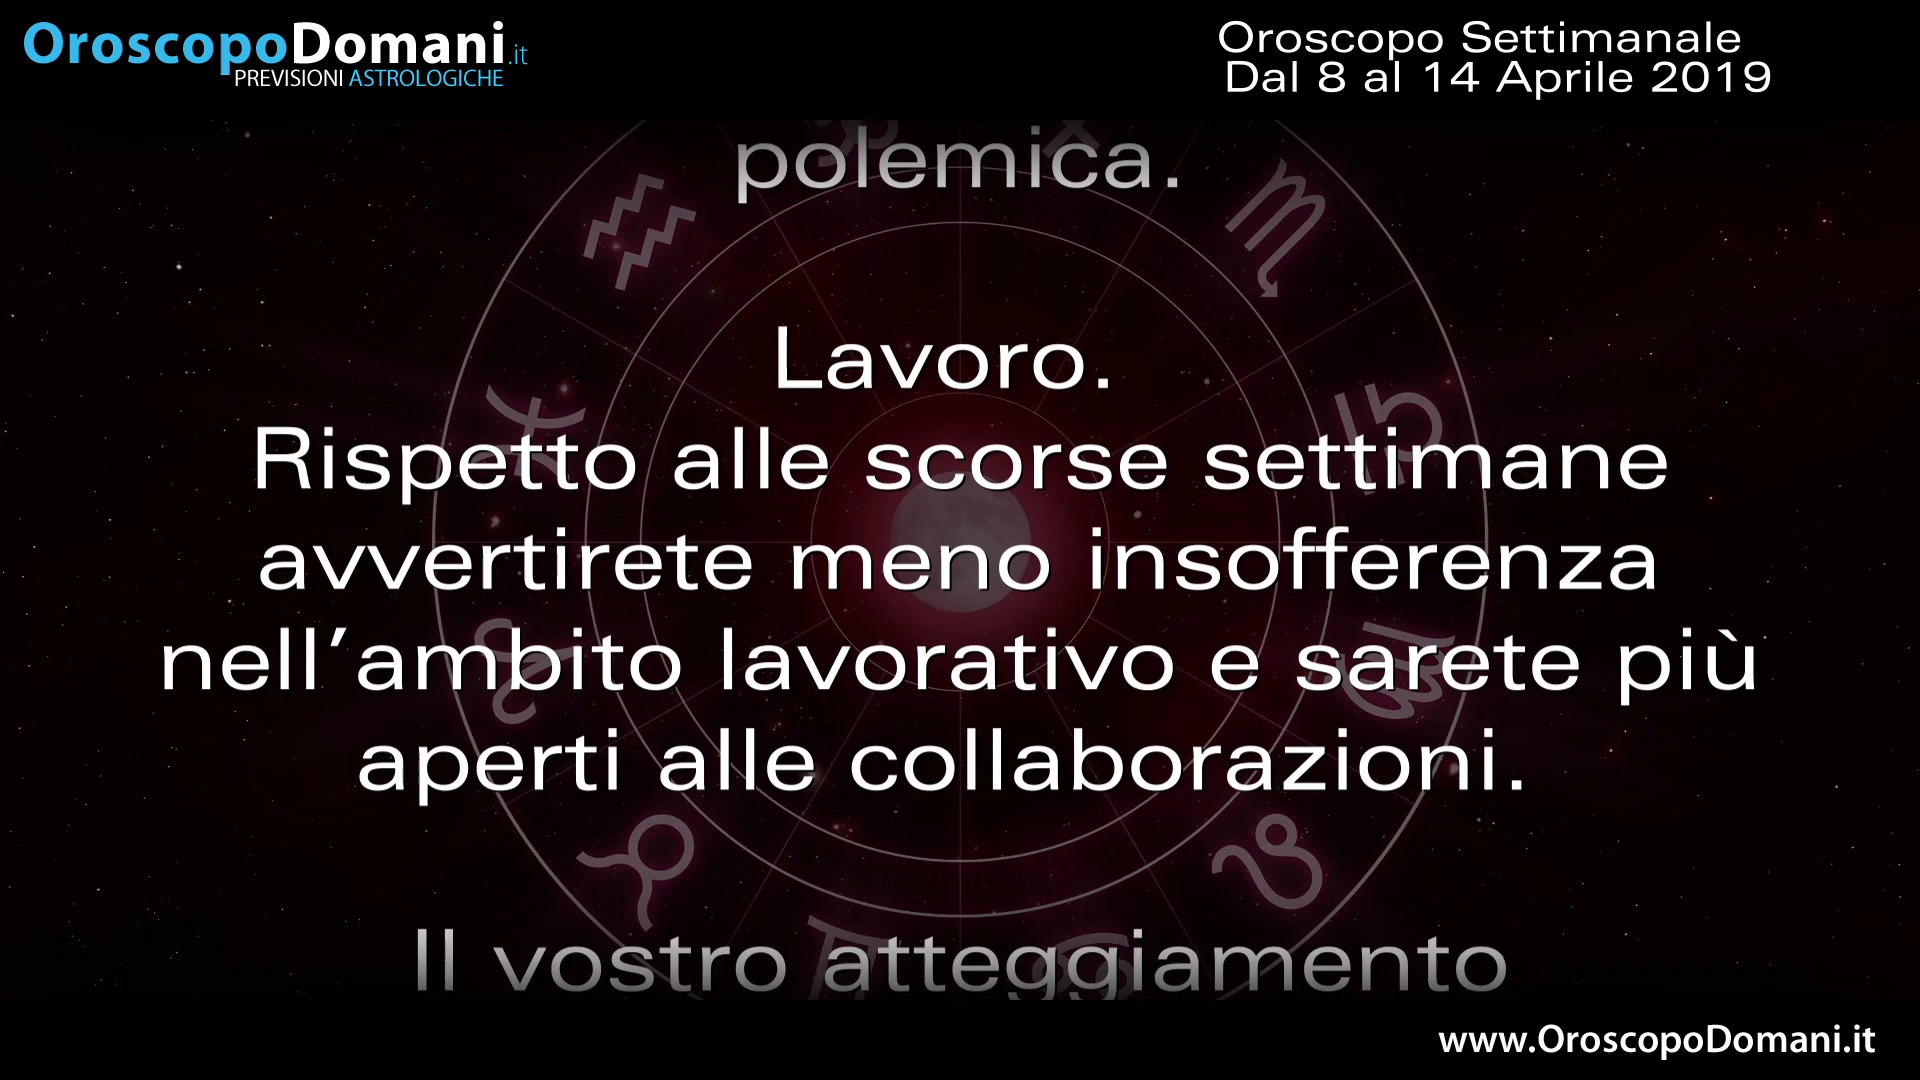 OroscopoDomani.it
PREVISIONI ASTROLOGICHE
Oroscopo Settimanale
Dal 8 al 14 Aprile 2019
polemica.
Lavoro.
Rispetto alle scorse settimane
avvertirete meno insofferenza
nell'ambito lavorativo e sarete più
aperti alle collaborazioni.
Il vostro atteggiamento
www.OroscopoDomani.it